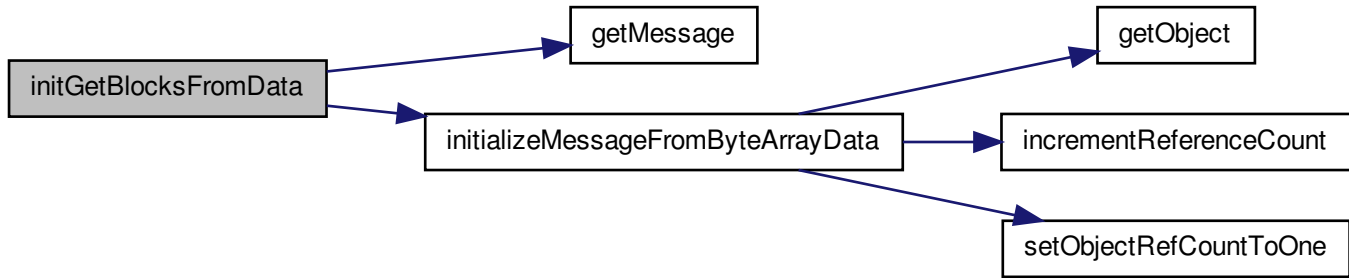 initGetBlocksFromData
getMessage
initializeMessageFromByteArrayData
getObject
incrementReferenceCount
setObjectRefCountToOne